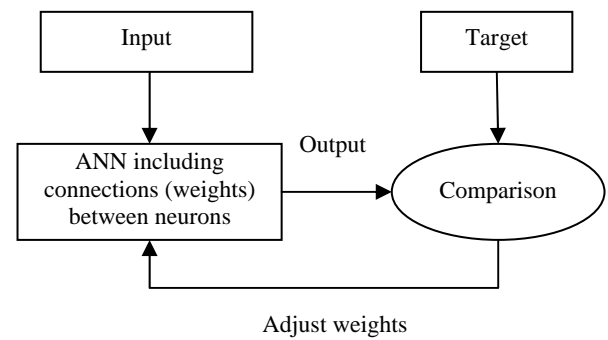 Input
Target
ANN including
connections (weights)
between neurons
Output
Comparison
Adjust weights